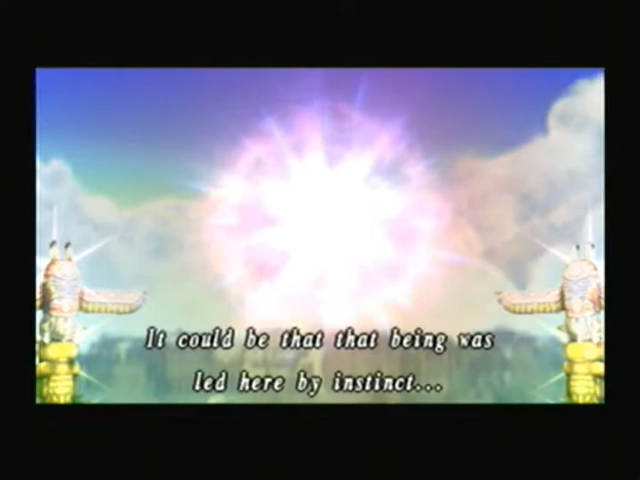 It could be that that being was
led here by instinct...